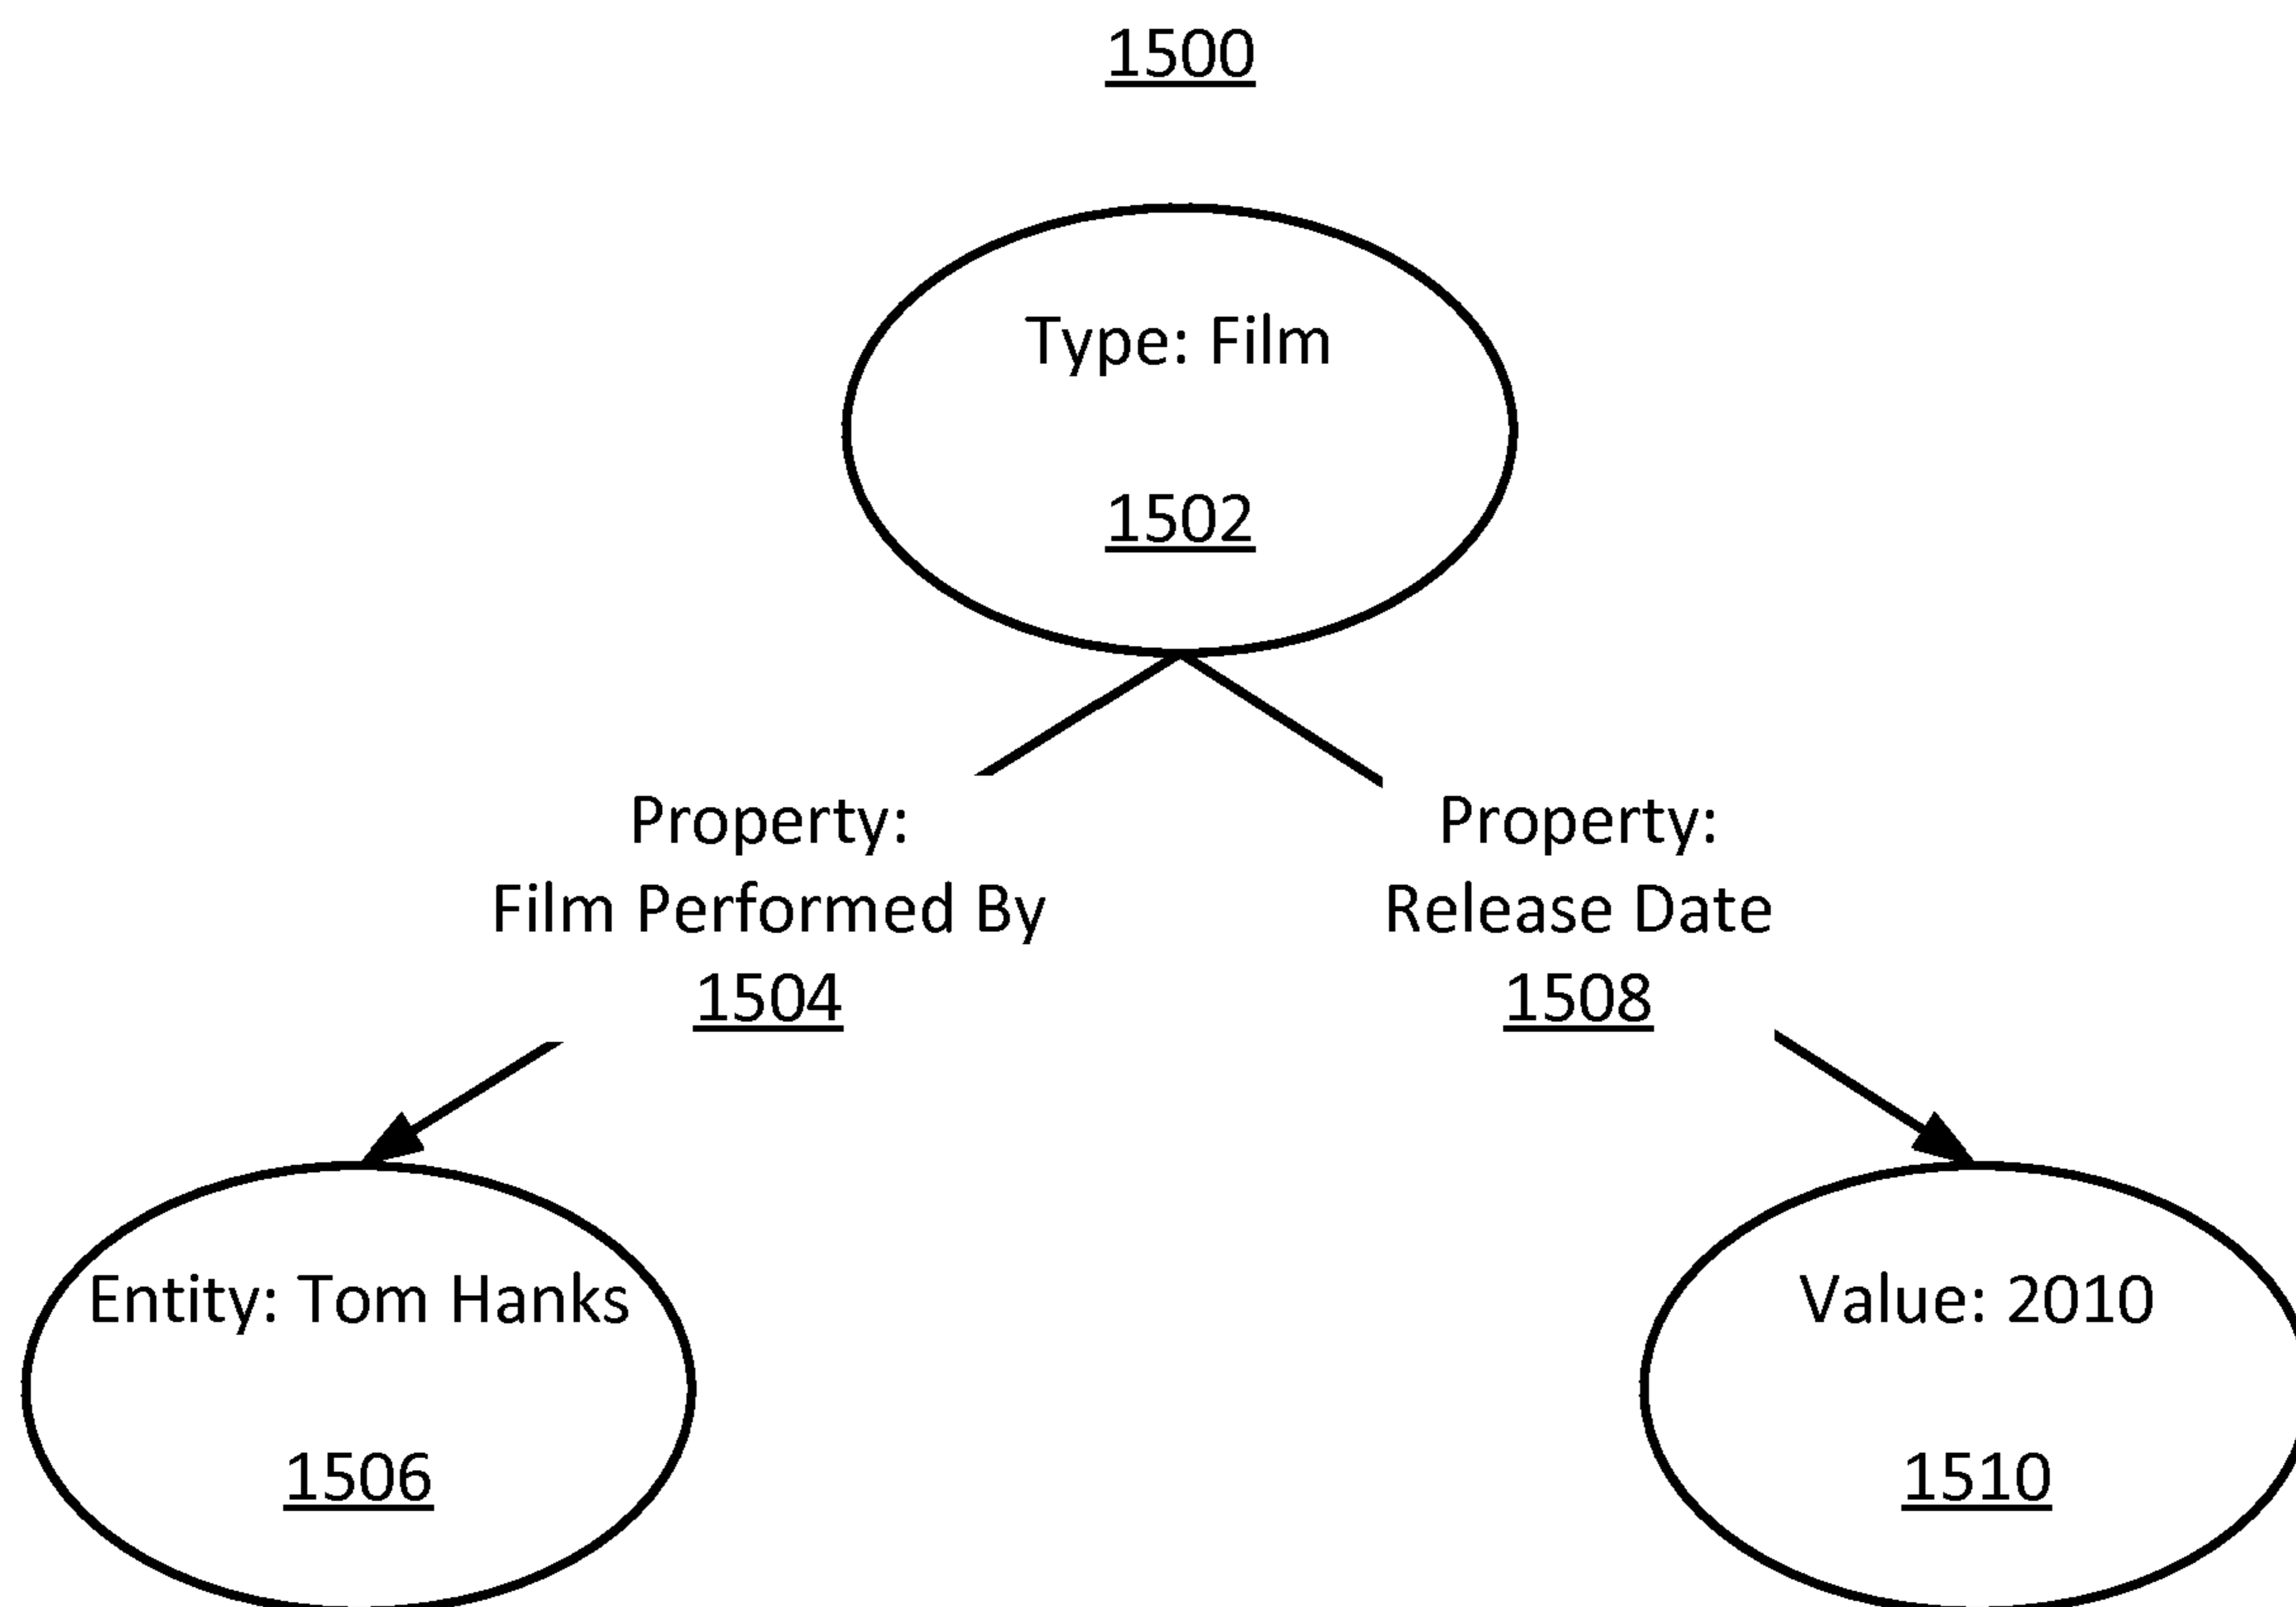 1500
Type: Film
1502
Property:
Film Performed By
1504
Property:
Release Date
1508
Entity: Tom Hanks
1506
Value: 2010
1510